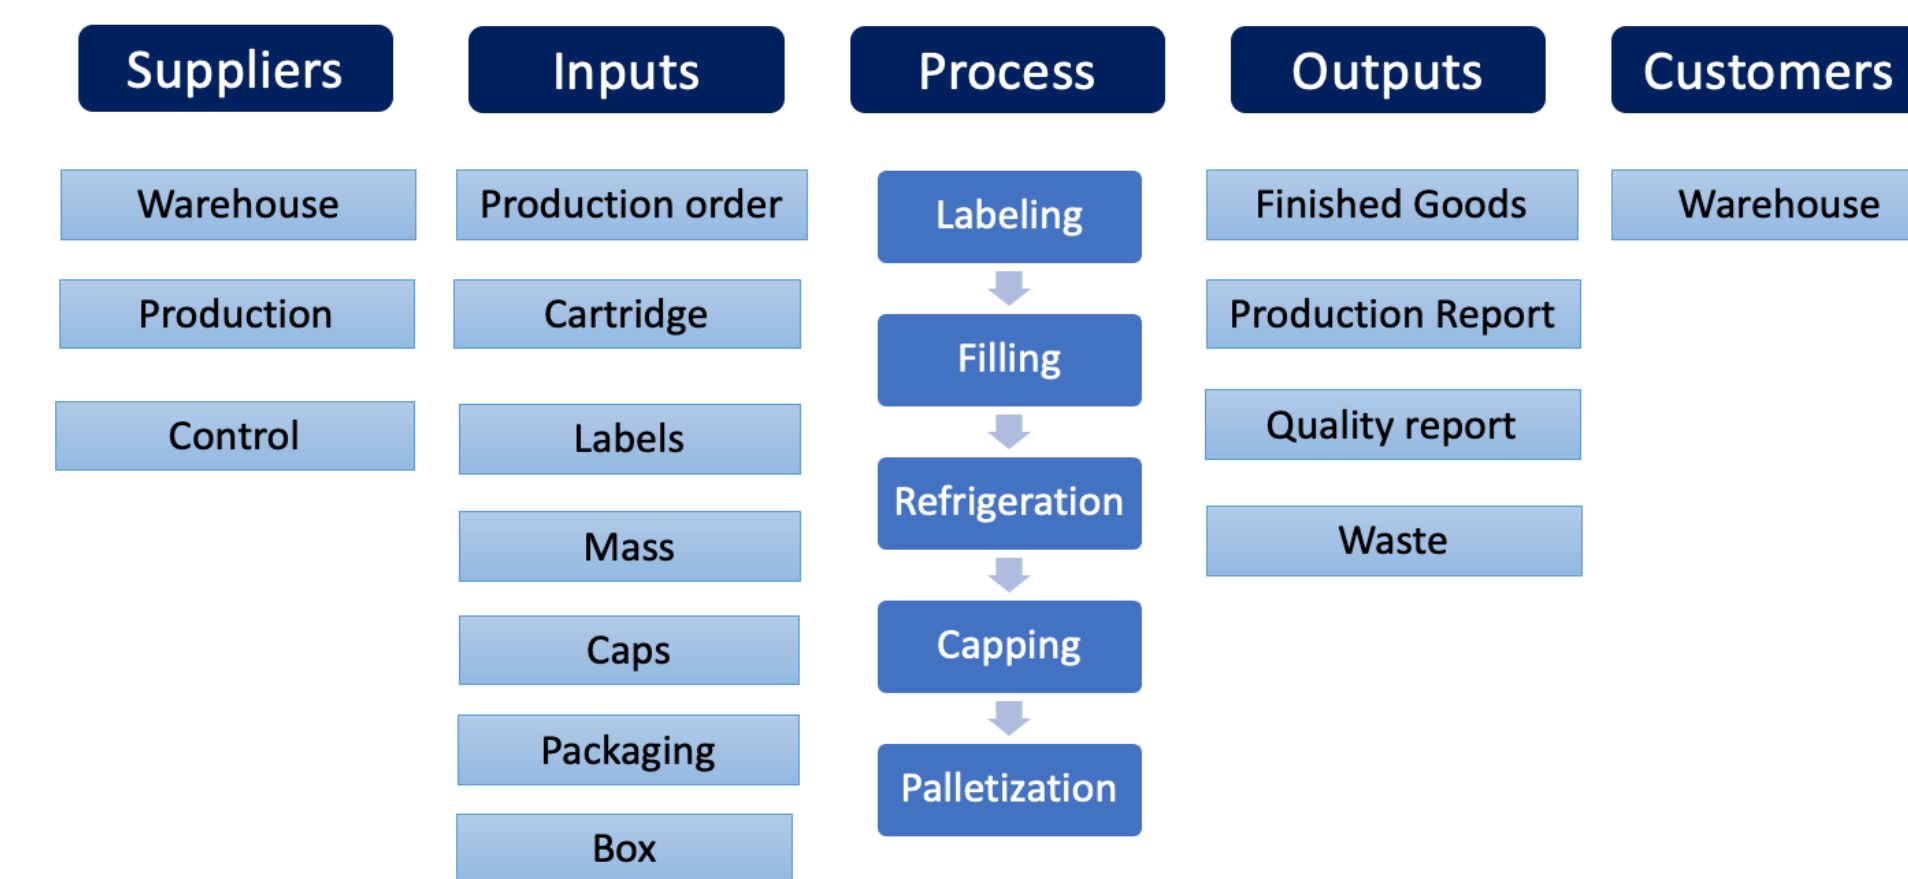 Suppliers
Inputs
Process
Outputs
Customers
Warehouse
Production order
Labeling
Finished Goods
Warehouse
Production
Cartridge
Filling
Production Report
Control
Labels
Refrigeration
Quality report
Mass
Capping
Waste
Caps
Palletization
Packaging
Box